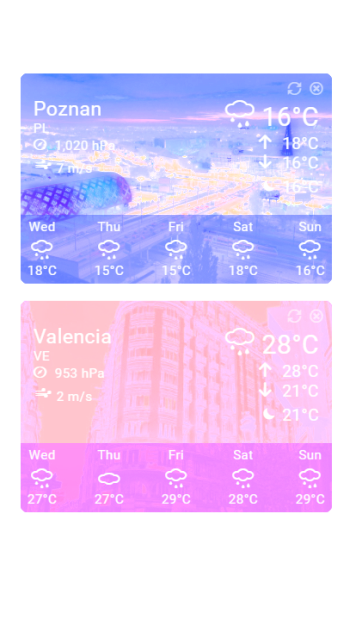 Poznan
PL
1,020 hPa
7 m/s
16°C
18°C
16°C
16°C
Wed Thu Fri Sat Sun
18°C 15°C 15°C 18°C 16°C
Valencia
VE
953 hPa
2 m/s
28°C
28°C
21°C
21°C
Wed Thu Fri Sat Sun
27°C 27°C 29°C 28°C 29°C